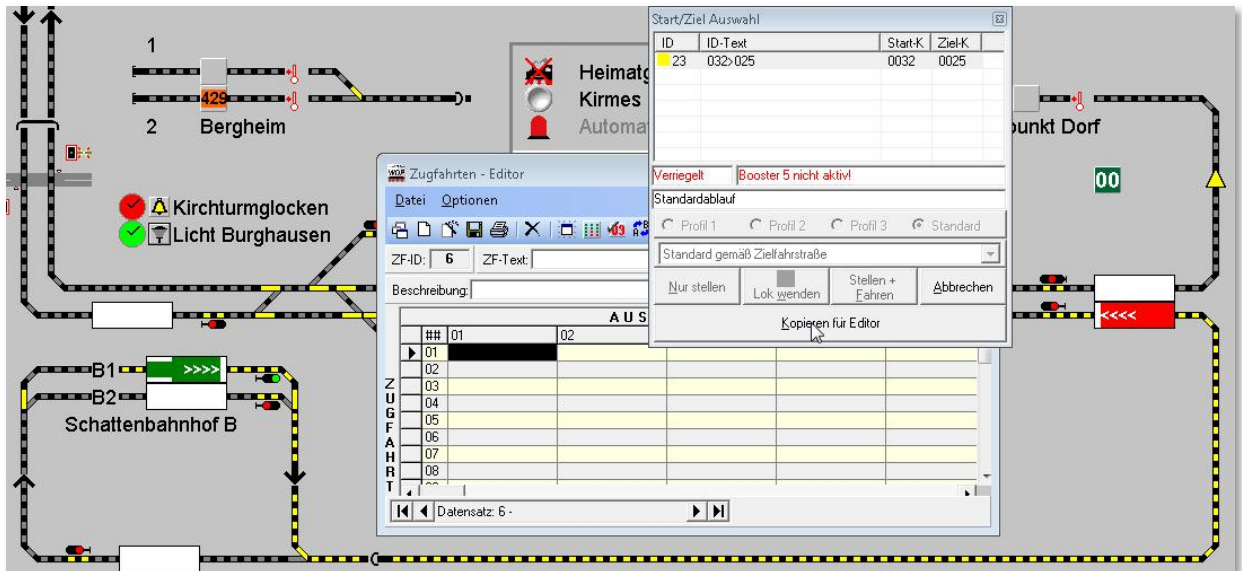 1
429
2
Bergheim
Kirchturmglocken
Licht Burghausen
B1
>>>>
B2
Schattenbahnhof B
Heimatg
Kirmes
Automa
punkt Dorf
00
<<<<
Zugfahrten - Editor
Datei Optionen
ZF-ID: 6 ZF-Text:
Beschreibung:
A U S
## 01 02
01
02
03
04
05
06
07
08
Z U G F A H R T
Datensatz: 6 -
Start/Ziel Auswahl
ID ID-Text Start-K Ziel-K
23 032>025 0032 0025
Verriegelt Booster 5 nicht aktiv!
Standardablauf
Profil 1 Profil 2 Profil 3 Standard
Standard gemäß Zielfahrstraße
Nur stellen Lok wenden Stellen + Fahren Abbrechen
Kopieren für Editor